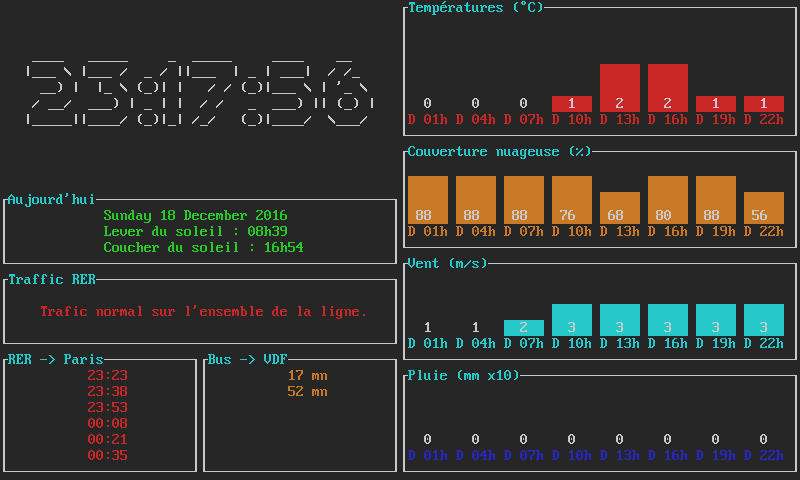 23:17:56
Aujourd'hui
Sunday 18 December 2016
Lever du soleil : 08h39
Coucher du soleil : 16h54
Traffic RER
Trafic normal sur l'ensemble de la ligne.
RER -> Paris
23:23
23:38
23:53
00:08
00:21
00:35
Bus -> VDF
17 mn
52 mn
Températures (°C)
0 0 0 1 2 2 1 1
D 01h D 04h D 07h D 10h D 13h D 16h D 19h D 22h
Couverture nuageuse (%)
88 88 88 76 68 80 88 56
D 01h D 04h D 07h D 10h D 13h D 16h D 19h D 22h
Vent (m/s)
1 1 2 3 3 3 3 3
D 01h D 04h D 07h D 10h D 13h D 16h D 19h D 22h
Pluie (mm x10)
0 0 0 0 0 0 0 0
D 01h D 04h D 07h D 10h D 13h D 16h D 19h D 22h